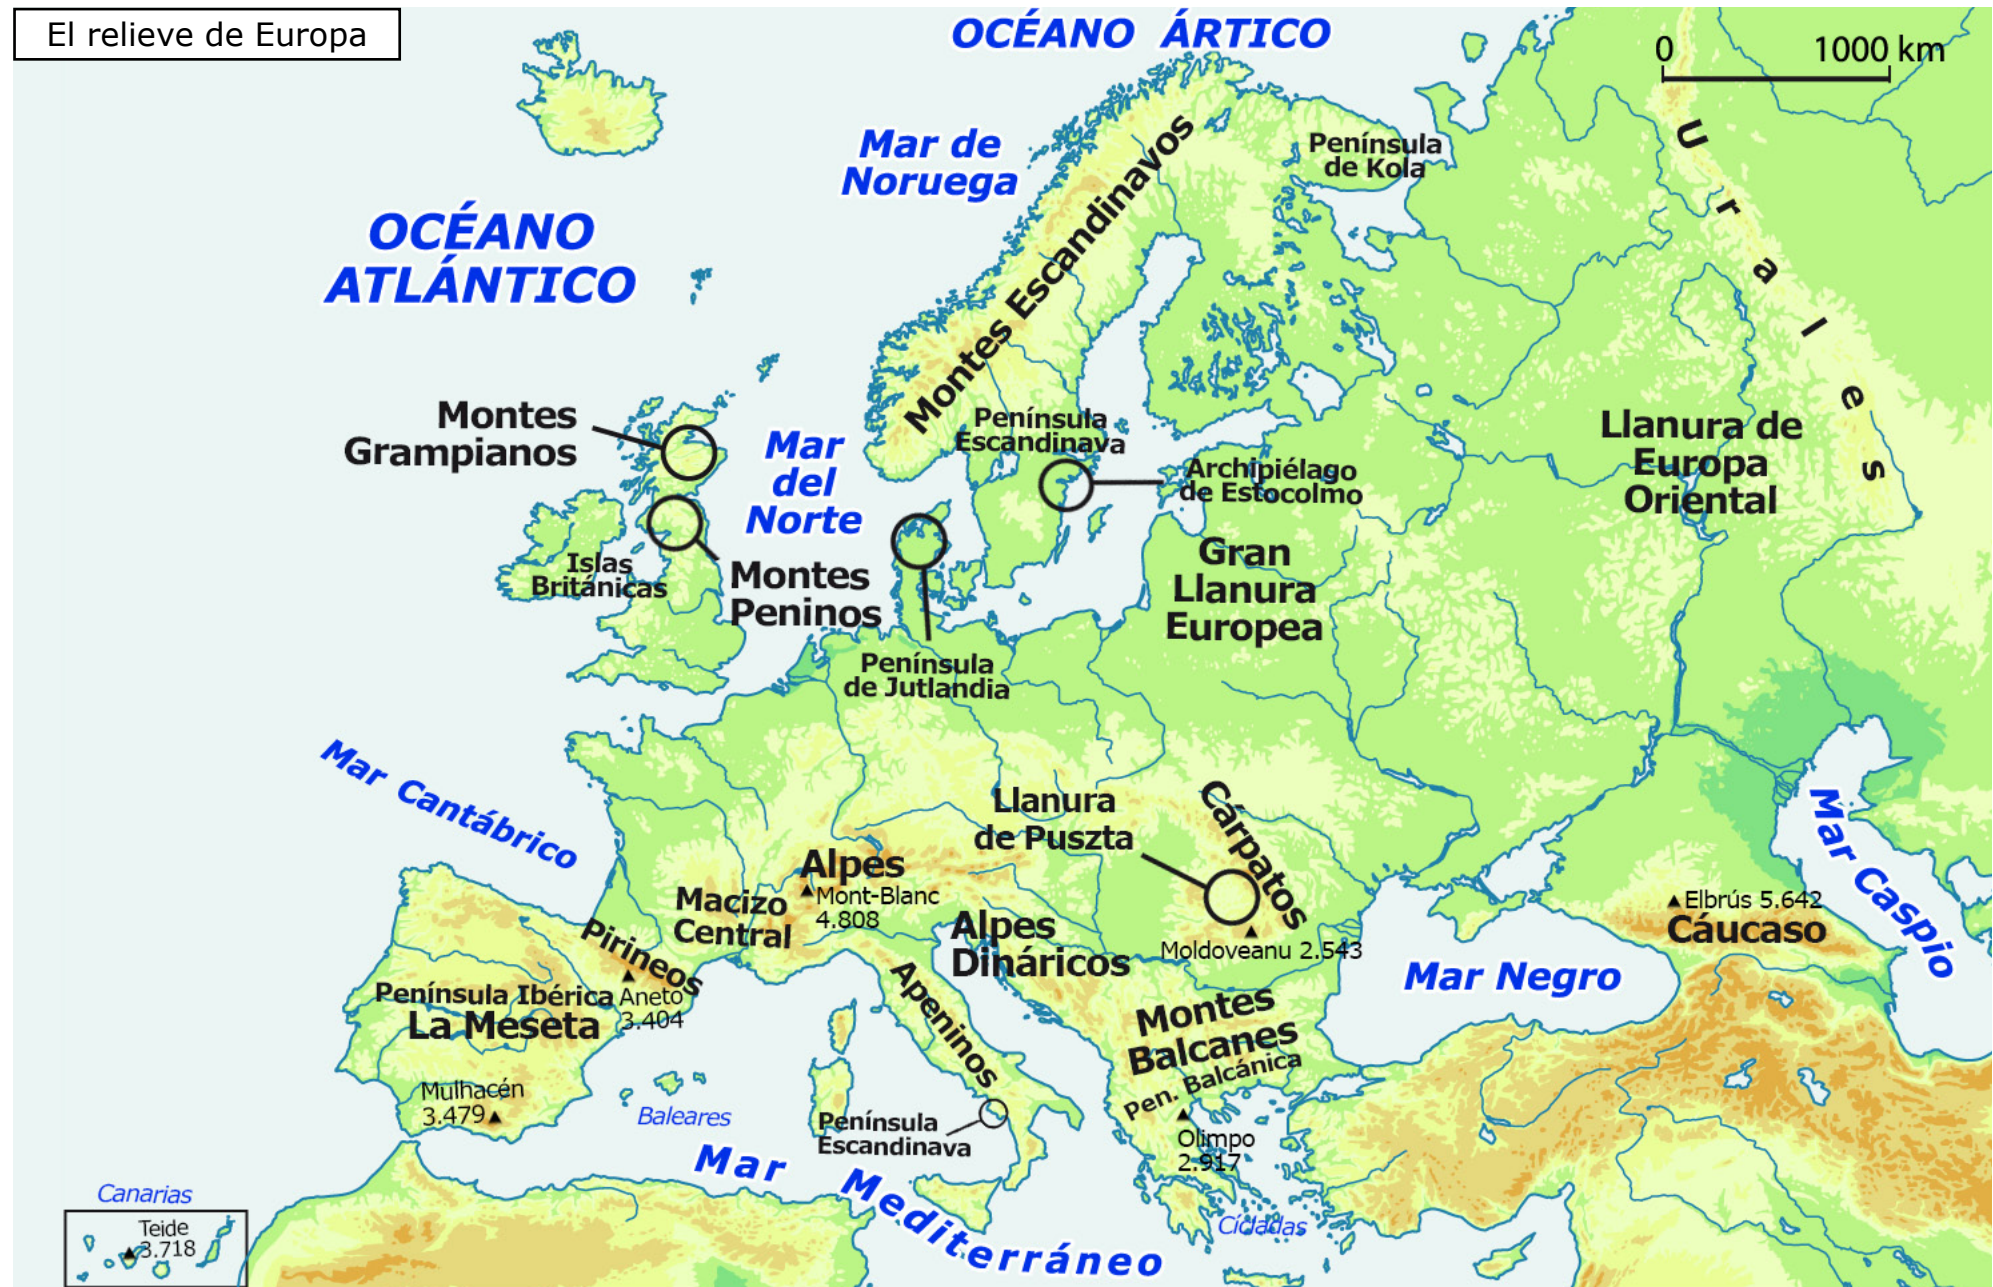 El relieve de Europa
OCÉANO ÁRTICO
0 1000 km
Mar de
Noruega
Península
de Kola
Urales
OCÉANO
ATLÁNTICO
Montes Escandinavos
Montes
Grampianos
Mar
del
Norte
Península
Escandinava
Archipiélago
de Estocolmo
Llanura de
Europa
Oriental
Islas
Británicas
Montes
Peninos
Gran
Llanura
Europea
Península
de Jutlandia
Mar Cantábrico
Llanura
de Puszta
Cárpatos
Mar Caspio
Alpes
Mont-Blanc
4.808
Macizo
Central
Alpes
Dináricos
Moldoveanu 2.543
Elbrús 5.642
Cáucaso
Pirineos
Aneto
3.404
Península Ibérica
La Meseta
Apeninos
Mar Negro
Montes
Balcanes
Pen. Balcánica
Mulhacén
3.479
Baleares
Península
Escandinava
Olimpo
2.917
Mar Mediterráneo
Cícladas
Canarias
Teide
3.718